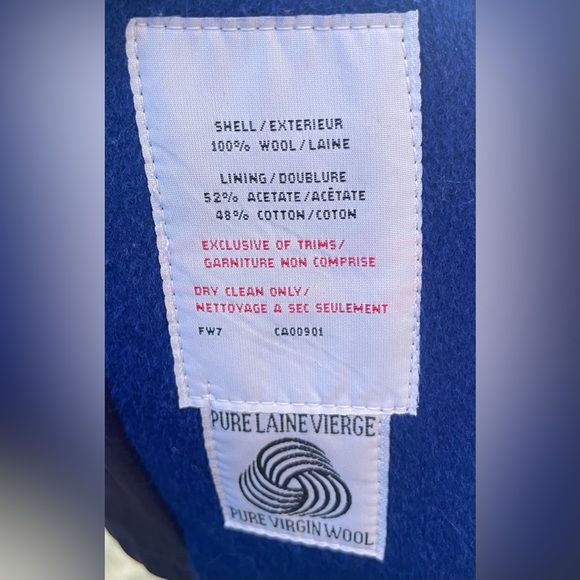 SHELL/EXTERIEUR
100% WOOL/LAINE
LINING/DOUBLURE
52% ACETATE/ACÉTATE
48% COTTON/COTON
EXCLUSIVE OF TRIMS/
GARNITURE NON COMPRISE
DRY CLEAN ONLY/
NETTOYAGE A SEC SEULEMENT
FW7 CA00901
PURE LAINE VIERGE
PURE VIRGIN WOOL